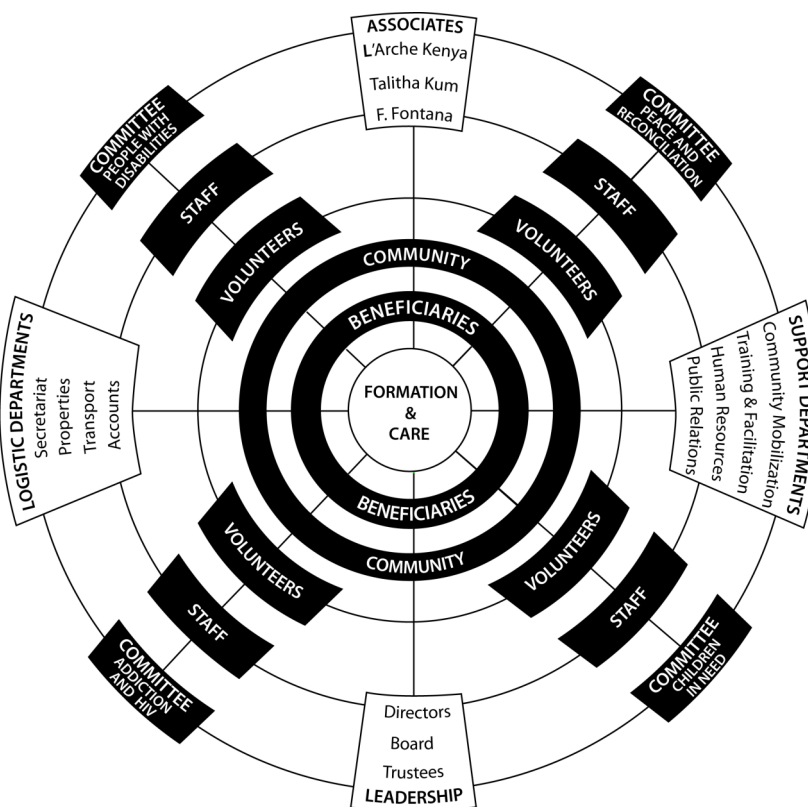 ASSOCIATES
L'Arche Kenya
Talitha Kum
F. Fontana
COMMITTEE
PEOPLE WITH
DISABILITIES
STAFF
VOLUNTEERS
COMMITTEE
PEACE AND
RECONCILIATION
STAFF
VOLUNTEERS
COMMUNITY
BENEFICIARIES
FORMATION
&
CARE
BENEFICIARIES
COMMUNITY
LOGISTIC DEPARTMENTS
Secretariat
Properties
Transport
Accounts
SUPPORT DEPARTMENTS
Community Mobilization
Training & Facilitation
Human Resources
Public Relations
VOLUNTEERS
STAFF
COMMITTEE
ADDICTION
AND HIV
VOLUNTEERS
STAFF
COMMITTEE
CHILDREN
IN NEED
Directors
Board
Trustees
LEADERSHIP